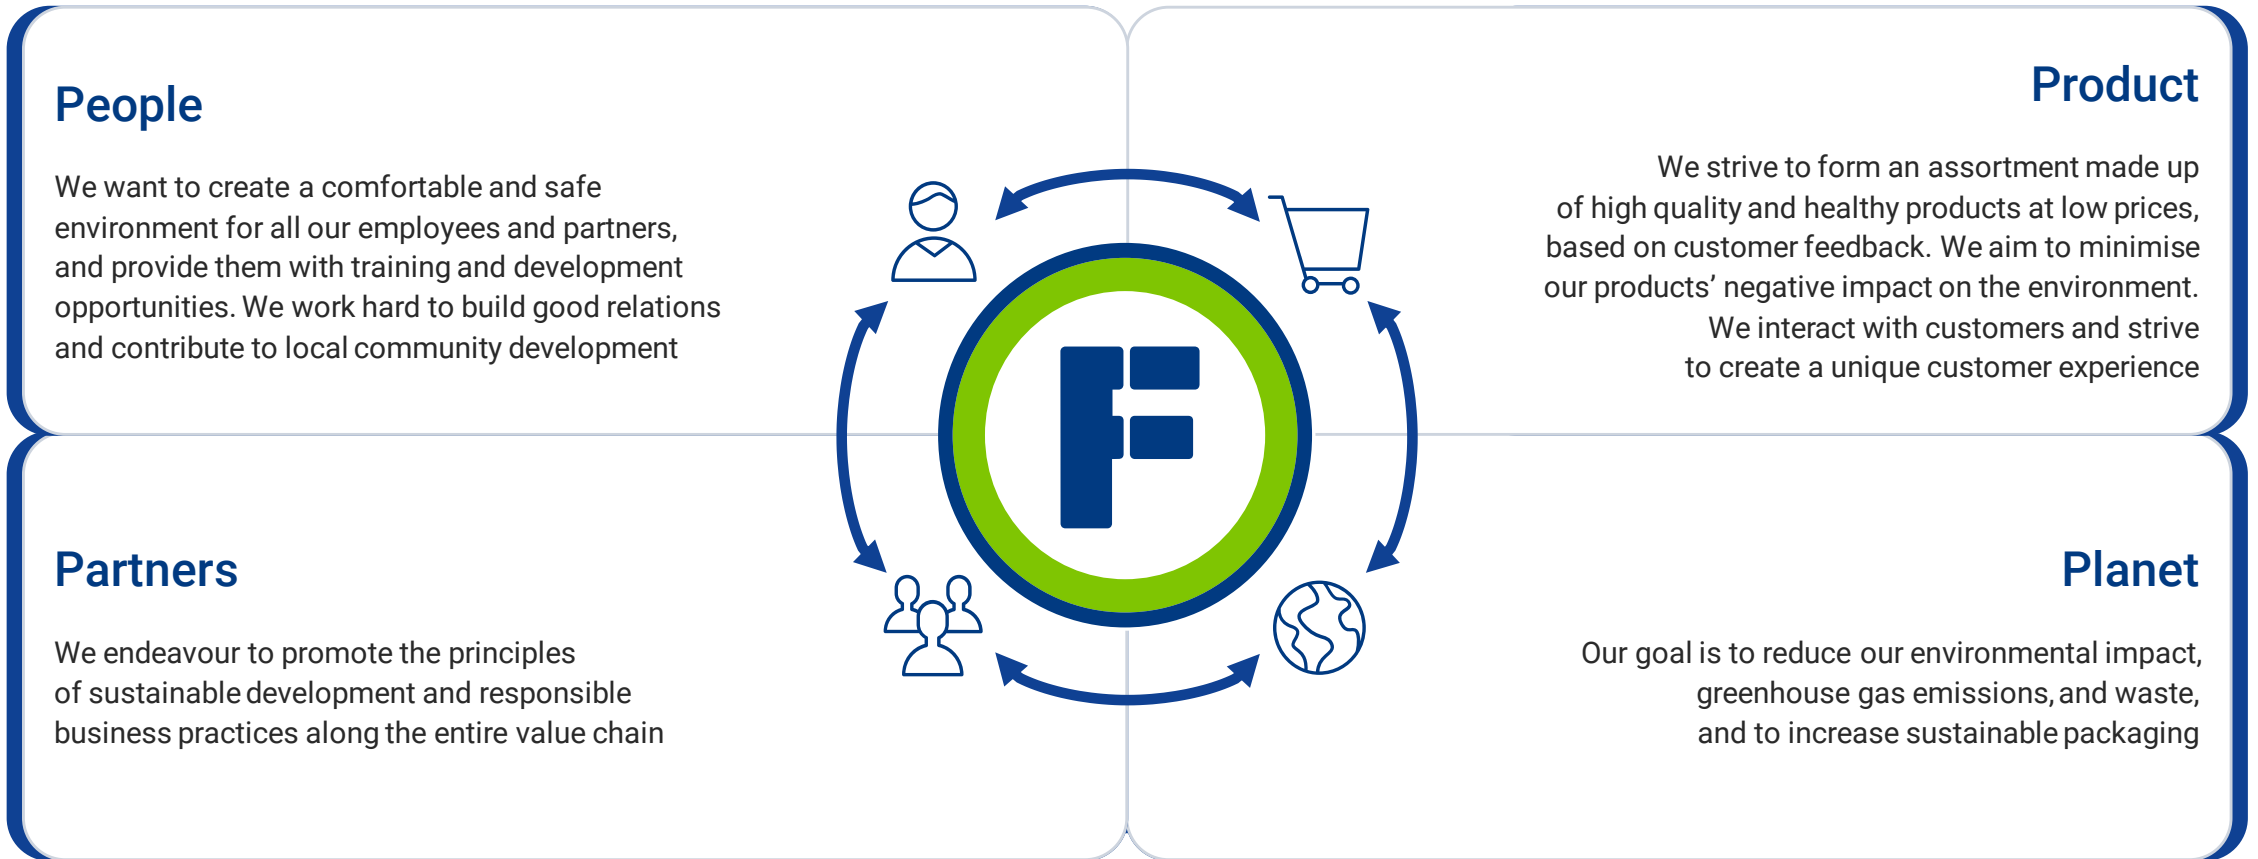 People
We want to create a comfortable and safe
environment for all our employees and partners,
and provide them with training and development
opportunities. We work hard to build good relations
and contribute to local community development
Product
We strive to form an assortment made up
of high quality and healthy products at low prices,
based on customer feedback. We aim to minimise
our products’ negative impact on the environment.
We interact with customers and strive
to create a unique customer experience
F
Partners
We endeavour to promote the principles
of sustainable development and responsible
business practices along the entire value chain
Planet
Our goal is to reduce our environmental impact,
greenhouse gas emissions, and waste,
and to increase sustainable packaging